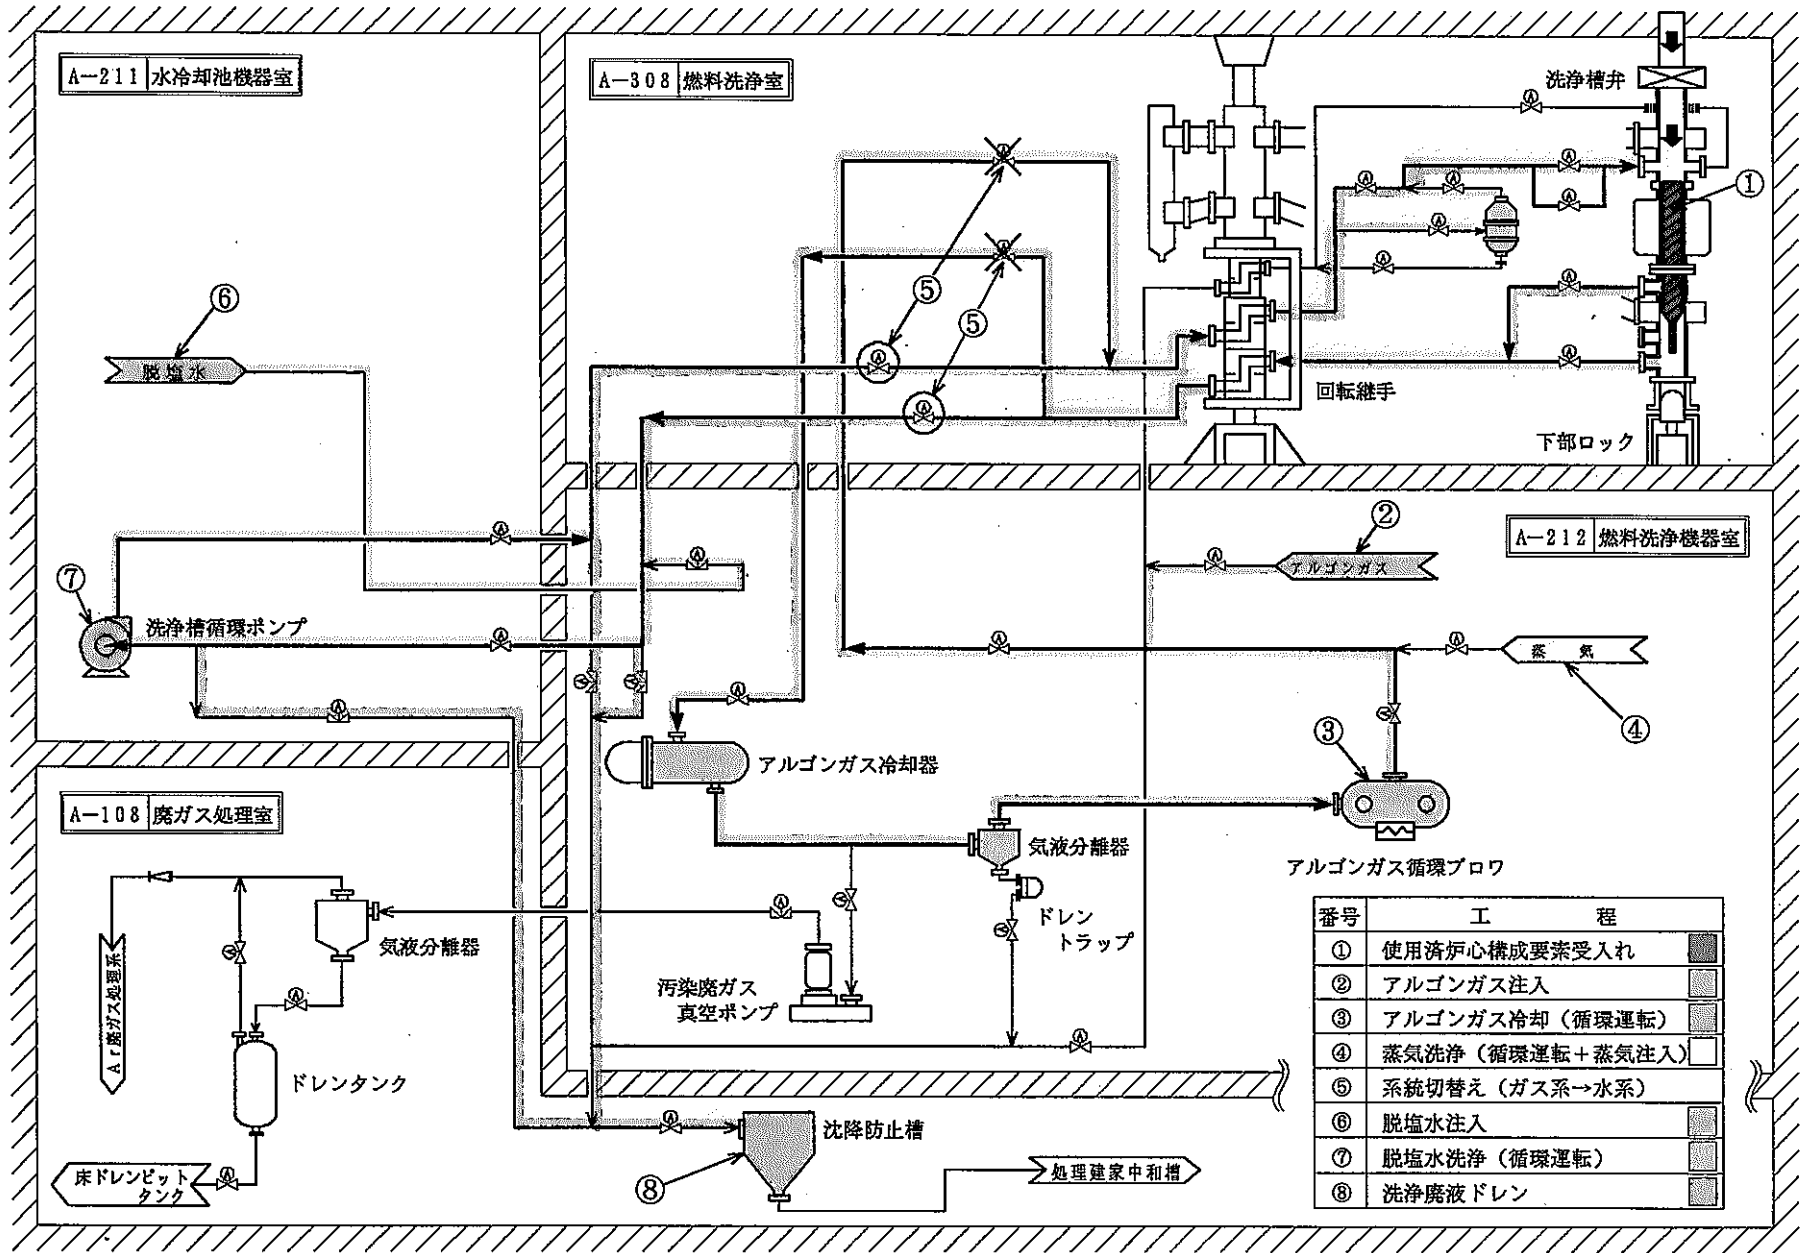 A-211 水冷却池機器室
A-308 燃料洗浄室
洗浄槽弁
①
⑥
脱塩水
⑤
⑤
回転継手
下部ロック
②
A-212 燃料洗浄機器室
アルゴンガス
⑦
洗浄槽循環ポンプ
蒸気
④
③
アルゴンガス冷却器
A-108 廃ガス処理室
気液分離器
アルゴンガス循環ブロワ
ドレン
トラップ
気液分離器
Ar廃ガス処理系
汚染廃ガス
真空ポンプ
ドレンタンク
沈降防止槽
⑧
処理建家中和槽
床ドレンピット
タンク
番号 工程
① 使用済炉心構成要素受入れ
② アルゴンガス注入
③ アルゴンガス冷却(循環運転)
④ 蒸気洗浄(循環運転+蒸気注入)
⑤ 系統切替え(ガス系→水系)
⑥ 脱塩水注入
⑦ 脱塩水洗浄(循環運転)
⑧ 洗浄廃液ドレン